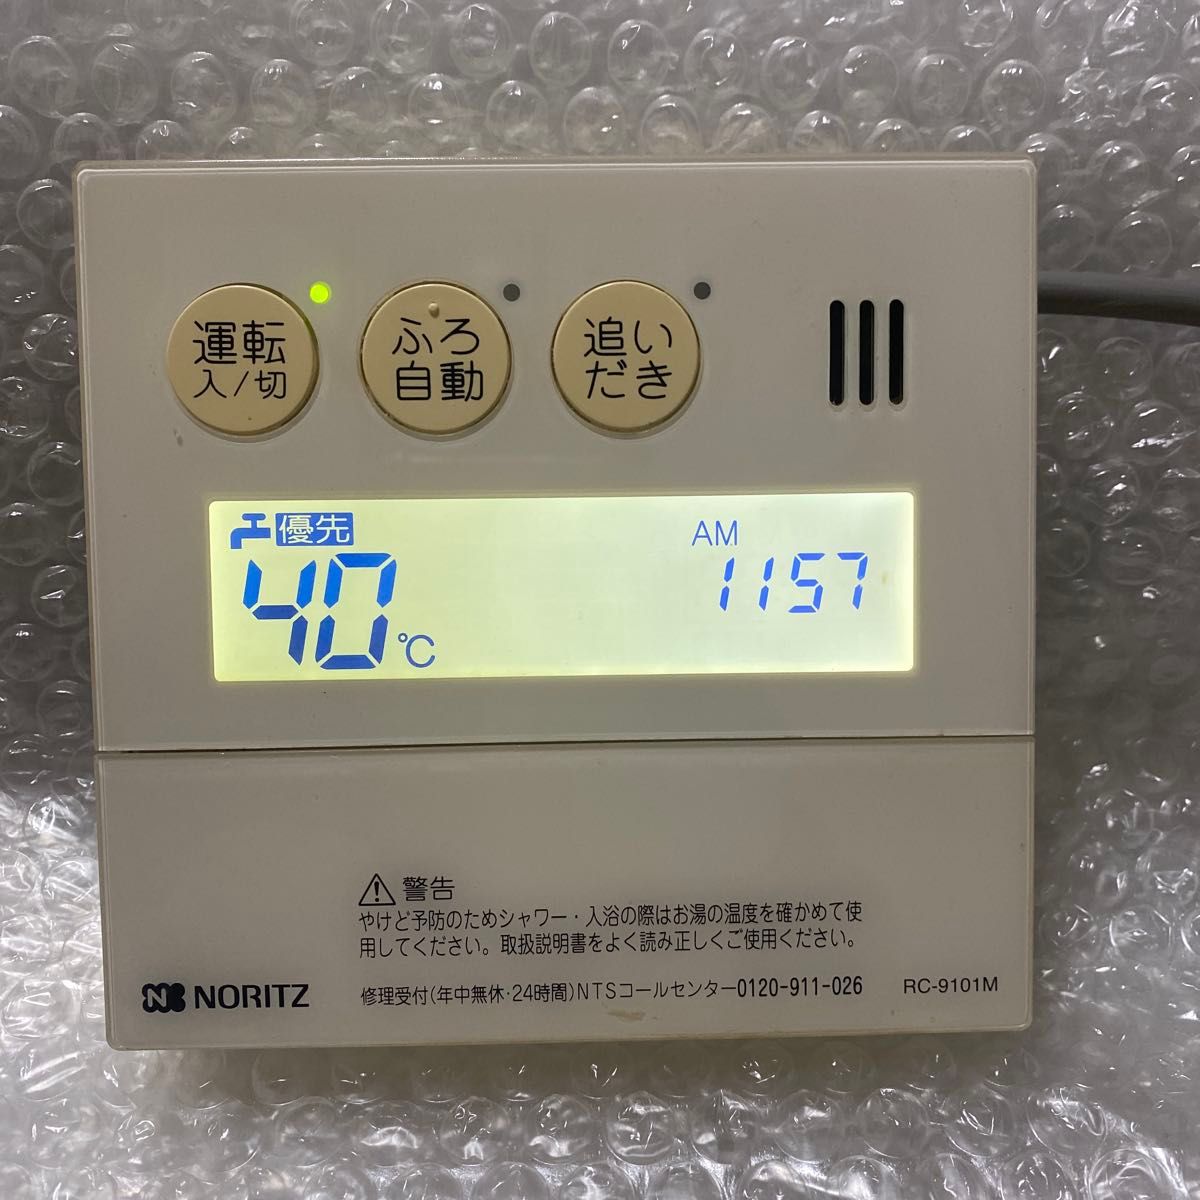 運転
入/切
ふろ
自動
追い
だき
優先
40℃
AM
1157
警告
やけど予防のためシャワー・入浴の際はお湯の温度を確かめて使
用してください。取扱説明書をよく読み正しくご使用ください。
NORITZ
修理受付(年中無休・24時間)NTSコールセンター0120-911-026
RC-9101M